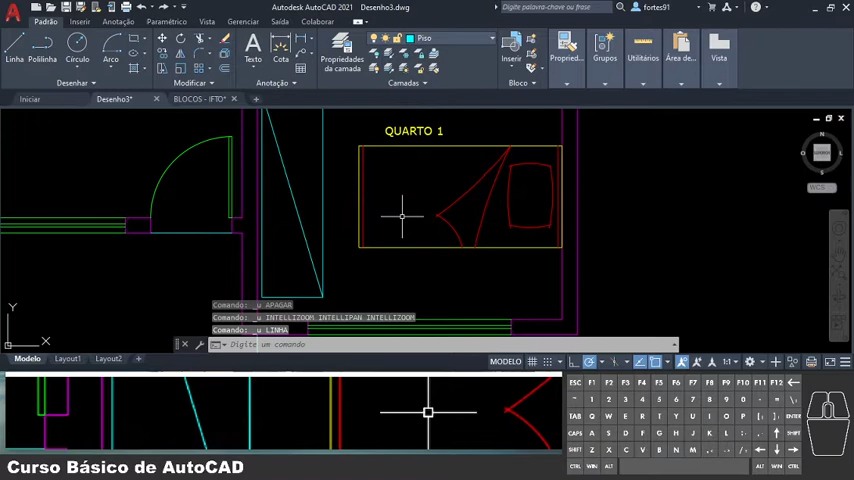 Autodesk AutoCAD 2021 Desenho3.dwg
Digite palavra-chave ou frase
fortes91
Padrão Inserir Anotação Paramétrico Vista Gerenciar Saída Colaborar
Piso
Linha Polilinha Círculo Arco
Texto Cota
Propriedades da camada
Inserir
Propried... Grupos Utilitários Área de... Vista
Desenhar Modificar Anotação Camadas Bloco
Iniciar Desenho3* BLOCOS - IFTO*
QUARTO 1
N
O L
SUPERIOR
S
WCS
Y
X
Comando: _u APAGAR
Comando: _u INTELLIZOOM INTELLIPAN INTELLIZOOM
Comando: _u LINHA
Digite um comando
Modelo Layout1 Layout2 +
MODELO 1:1
ESC F1 F2 F3 F4 F5 F6 F7 F8 F9 F10 F11 F12
~ 1 2 3 4 5 6 7 8 9 0 - =
TAB Q W E R T Y U I O P [ ] ENTER
CAPS A S D F G H J K L ; ' SHIFT
SHIFT Z X C V B N M , . /
CTRL WIN ALT ALT WIN CTRL
Curso Básico de AutoCAD